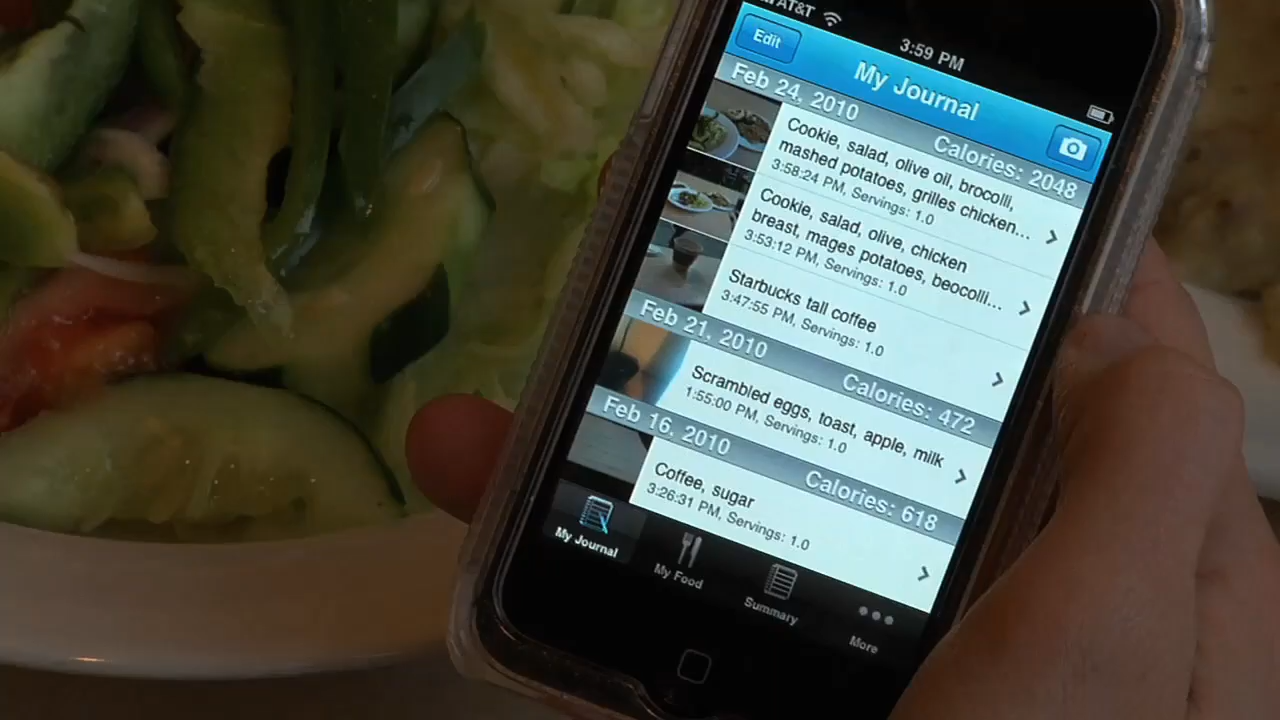 AT&T
3:59 PM
Edit
My Journal
Feb 24, 2010
Calories: 2048
Cookie, salad, olive oil, brocolli,
mashed potatoes, grilles chicken...
3:58:24 PM, Servings: 1.0
Cookie, salad, olive, chicken
breast, mages potatoes, beocolli...
3:53:12 PM, Servings: 1.0
Starbucks tall coffee
3:47:55 PM, Servings: 1.0
Feb 21, 2010
Calories: 472
Scrambled eggs, toast, apple, milk
1:55:00 PM, Servings: 1.0
Feb 16, 2010
Calories: 618
Coffee, sugar
3:26:31 PM, Servings: 1.0
My Journal
My Food
Summary
More